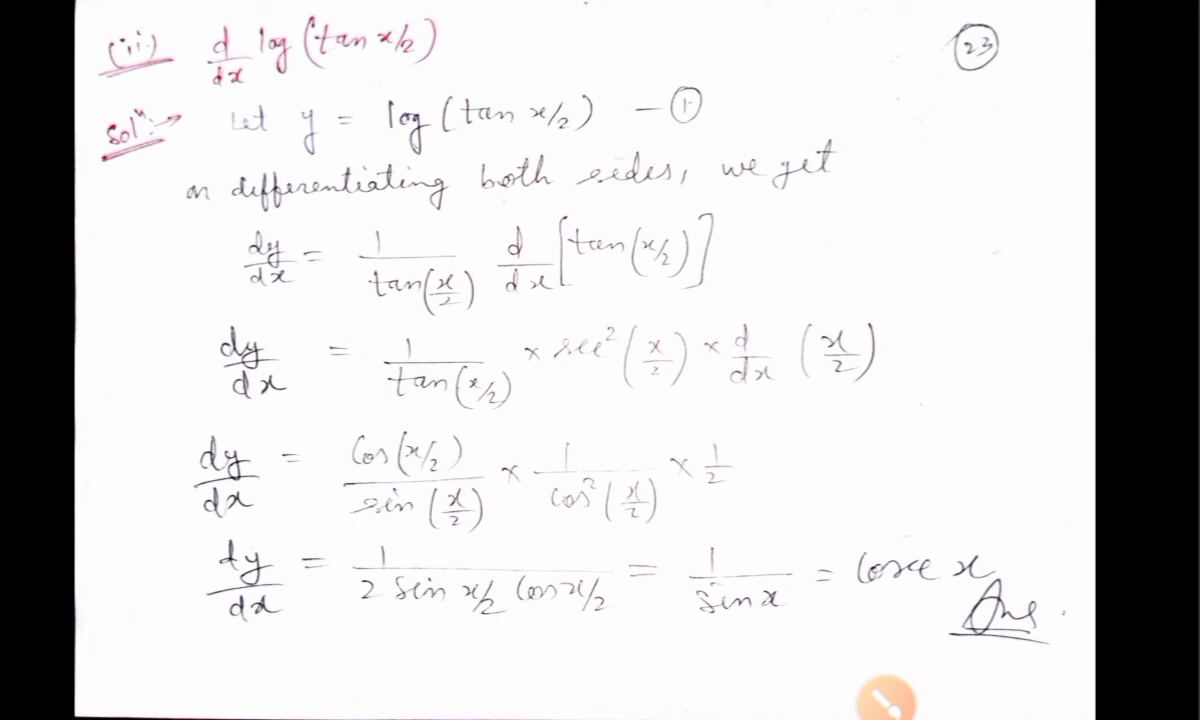 (ii) d/dx log (tan x/2)
23
Solⁿ:→ Let y = log (tan x/2) — ①
on differentiating both sides, we get
dy/dx = 1/tan(x/2) d/dx [tan(x/2)]
dy/dx = 1/tan(x/2) × sec²(x/2) × d/dx (x/2)
dy/dx = Cos(x/2)/sin(x/2) × 1/cos²(x/2) × 1/2
dy/dx = 1/2 Sin x/2 Cos x/2 = 1/Sin x = Cosec x
Ans.